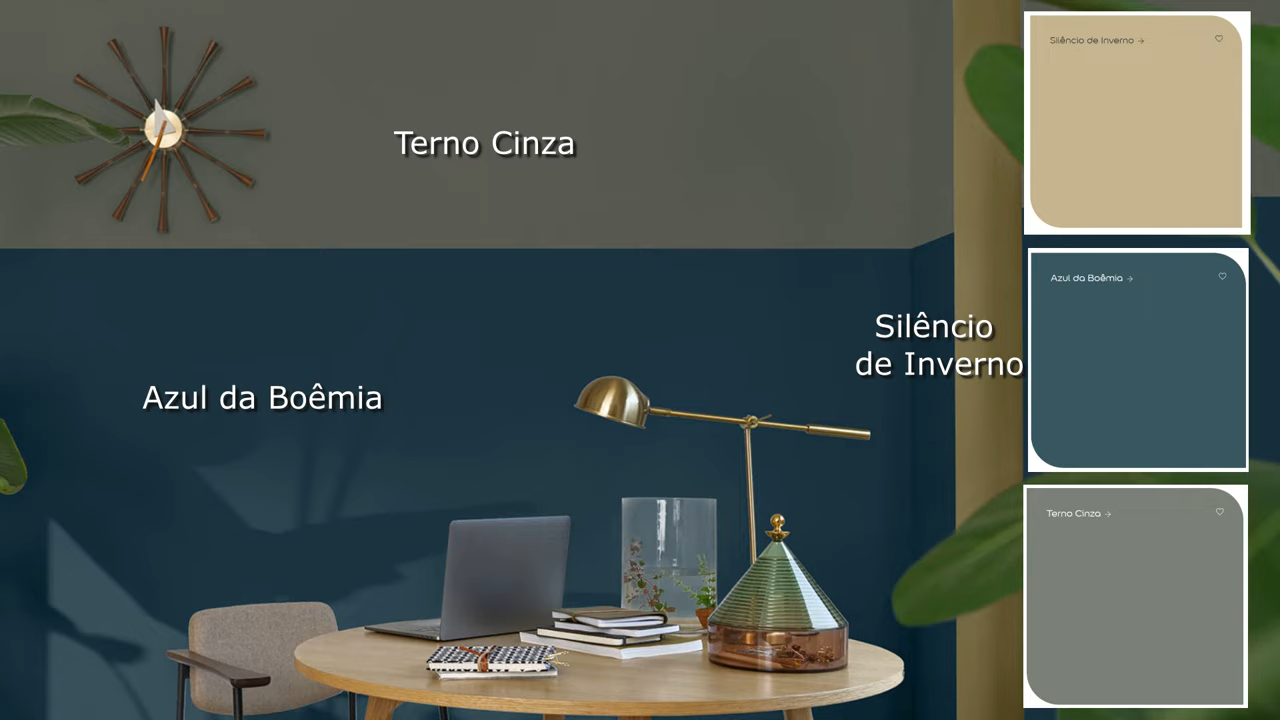 Terno Cinza
Azul da Boêmia
Silêncio
de Inverno
Silêncio de Inverno →
Azul da Boêmia →
Terno Cinza →